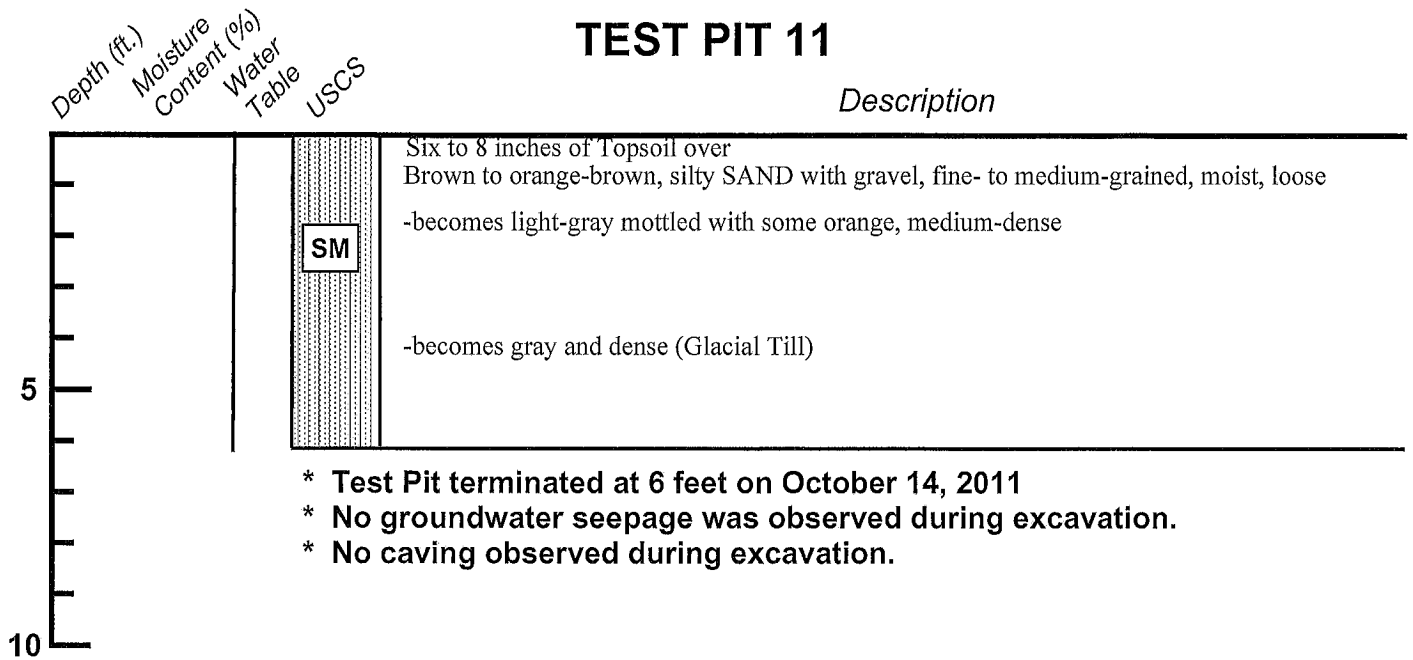 TEST PIT 11
Depth (ft.)
Moisture
Content (%)
Water
Table
USCS
Description
Six to 8 inches of Topsoil over
Brown to orange-brown, silty SAND with gravel, fine- to medium-grained, moist, loose
-becomes light-gray mottled with some orange, medium-dense
SM
-becomes gray and dense (Glacial Till)
5
* Test Pit terminated at 6 feet on October 14, 2011
* No groundwater seepage was observed during excavation.
* No caving observed during excavation.
10